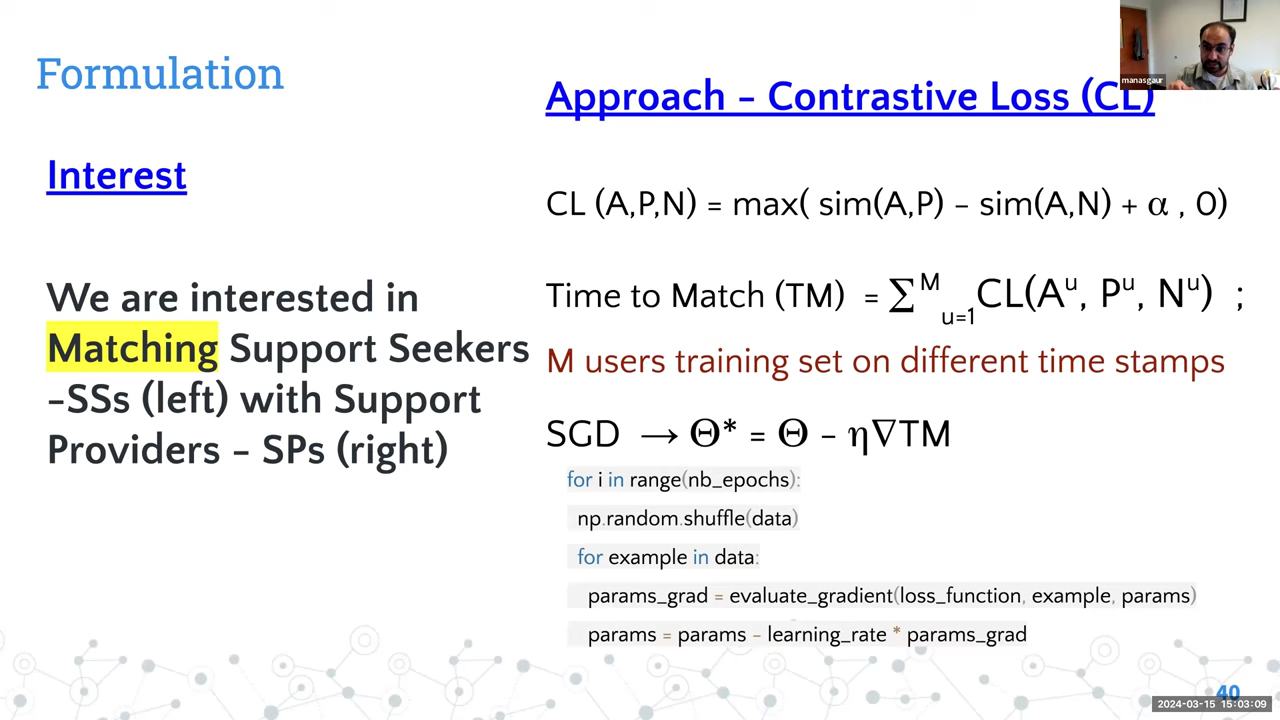 Formulation
Interest
We are interested in
Matching Support Seekers
-SSs (left) with Support
Providers - SPs (right)
Approach - Contrastive Loss (CL)
CL (A,P,N) = max( sim(A,P) - sim(A,N) + α , 0)
Time to Match (TM) = ∑ᴹᵤ₌₁CL(Aᵘ, Pᵘ, Nᵘ) ;
M users training set on different time stamps
SGD → Θ* = Θ - η∇TM
for i in range(nb_epochs):
np.random.shuffle(data)
for example in data:
params_grad = evaluate_gradient(loss_function, example, params)
params = params - learning_rate * params_grad
manasgaur
40
2024-03-15 15:03:09